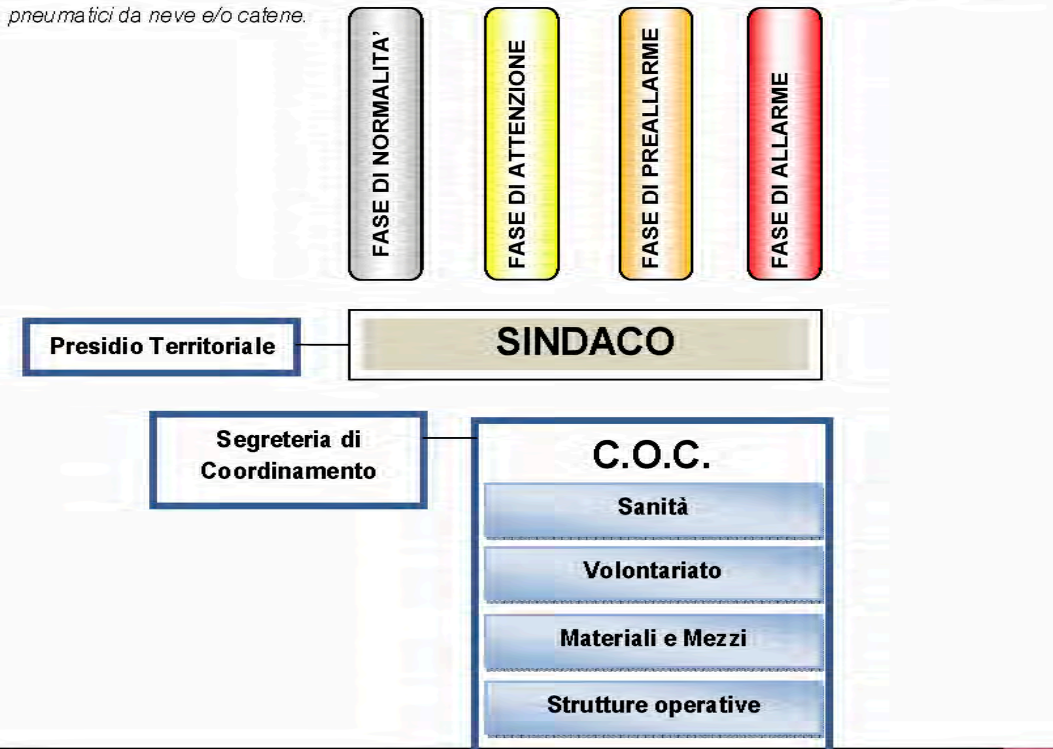 pneumatici da neve e/o catene.
FASE DI NORMALITA'
FASE DI ATTENZIONE
FASE DI PREALLARME
FASE DI ALLARME
Presidio Territoriale
SINDACO
Segreteria di
Coordinamento
C.O.C.
Sanità
Volontariato
Materiali e Mezzi
Strutture operative